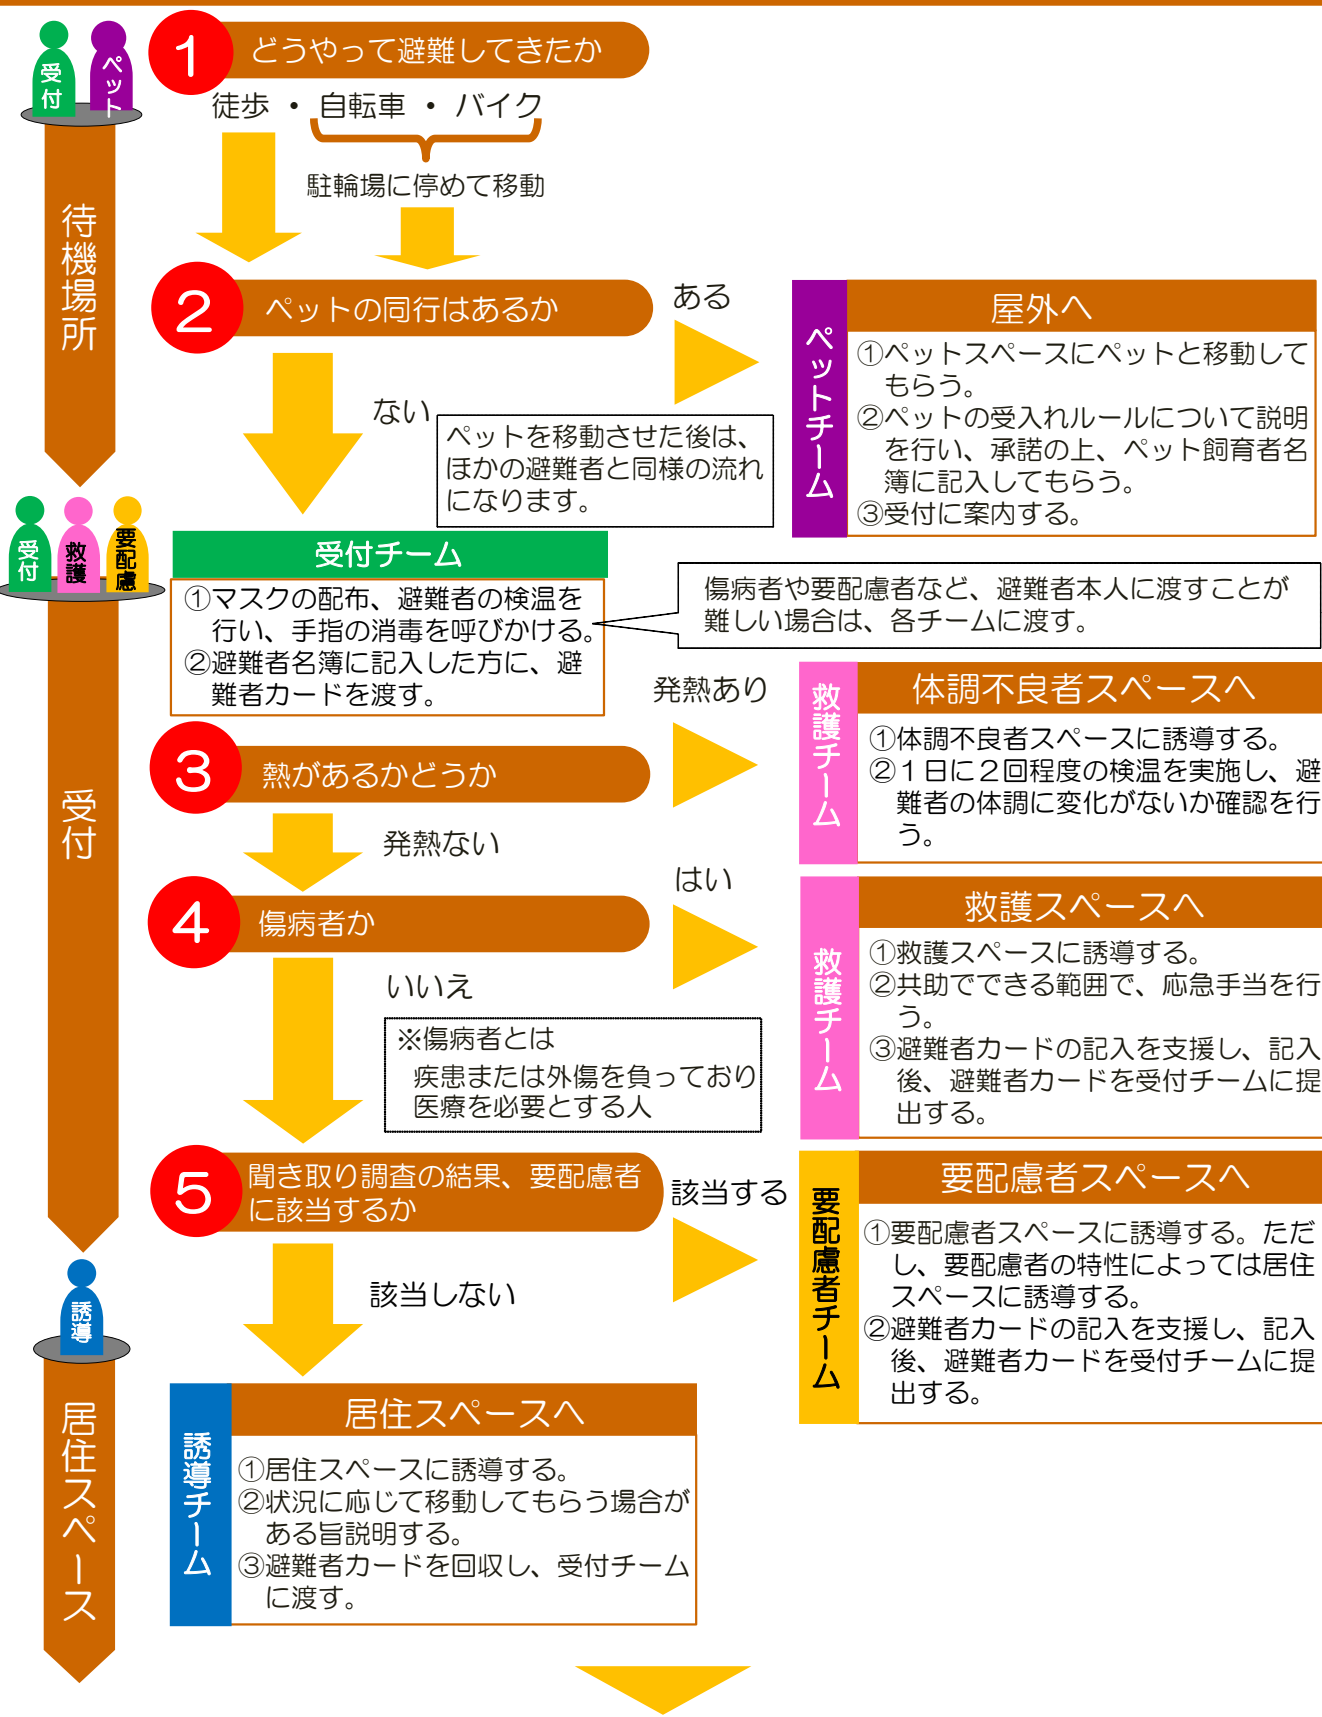 受付
ペット
1
どうやって避難してきたか
徒歩 ・ 自転車 ・ バイク
駐輪場に停めて移動
待機場所
2
ペットの同行はあるか
ある
ない
ペットを移動させた後は、
ほかの避難者と同様の流れ
になります。
ペットチーム
屋外へ
①ペットスペースにペットと移動して
もらう。
②ペットの受入れルールについて説明
を行い、承諾の上、ペット飼育者名
簿に記入してもらう。
③受付に案内する。
受付
救護
要配慮
受付チーム
①マスクの配布、避難者の検温を
行い、手指の消毒を呼びかける。
②避難者名簿に記入した方に、避
難者カードを渡す。
傷病者や要配慮者など、避難者本人に渡すことが
難しい場合は、各チームに渡す。
受付
3
熱があるかどうか
発熱あり
発熱ない
救護チーム
体調不良者スペースへ
①体調不良者スペースに誘導する。
②１日に２回程度の検温を実施し、避
難者の体調に変化がないか確認を行
う。
4
傷病者か
はい
いいえ
※傷病者とは
疾患または外傷を負っており
医療を必要とする人
救護チーム
救護スペースへ
①救護スペースに誘導する。
②共助でできる範囲で、応急手当を行
う。
③避難者カードの記入を支援し、記入
後、避難者カードを受付チームに提
出する。
5
聞き取り調査の結果、要配慮者
に該当するか
該当する
該当しない
要配慮者チーム
要配慮者スペースへ
①要配慮者スペースに誘導する。ただ
し、要配慮者の特性によっては居住
スペースに誘導する。
②避難者カードの記入を支援し、記入
後、避難者カードを受付チームに提
出する。
誘導
居住スペース
誘導チーム
居住スペースへ
①居住スペースに誘導する。
②状況に応じて移動してもらう場合が
ある旨説明する。
③避難者カードを回収し、受付チーム
に渡す。